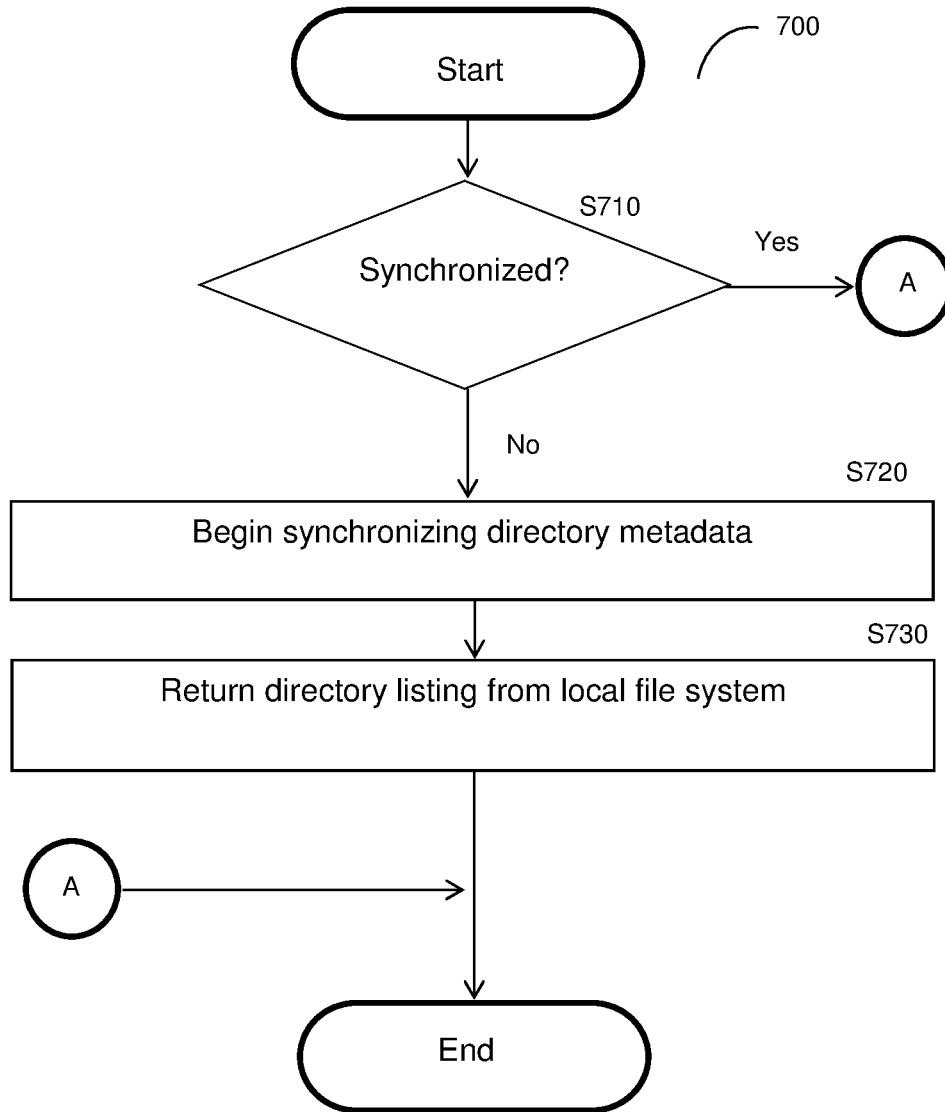 700
Start
S710
Synchronized?
Yes
A
No
S720
Begin synchronizing directory metadata
S730
Return directory listing from local file system
A
End